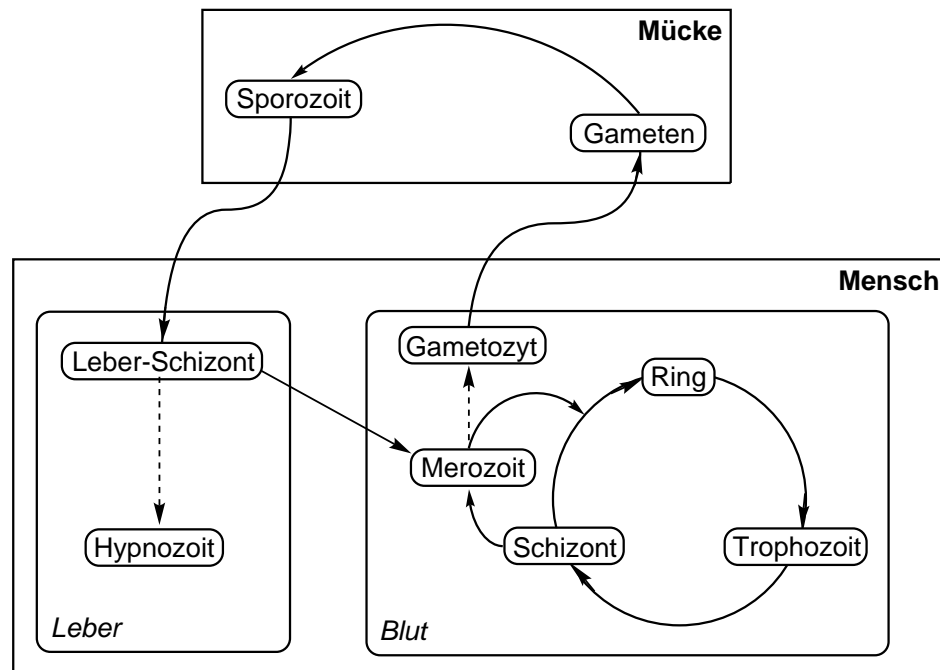 Mücke
Sporozoit
Gameten
Mensch
Leber-Schizont
Hypnozoit
Leber
Gametozyt
Ring
Merozoit
Schizont
Trophozoit
Blut